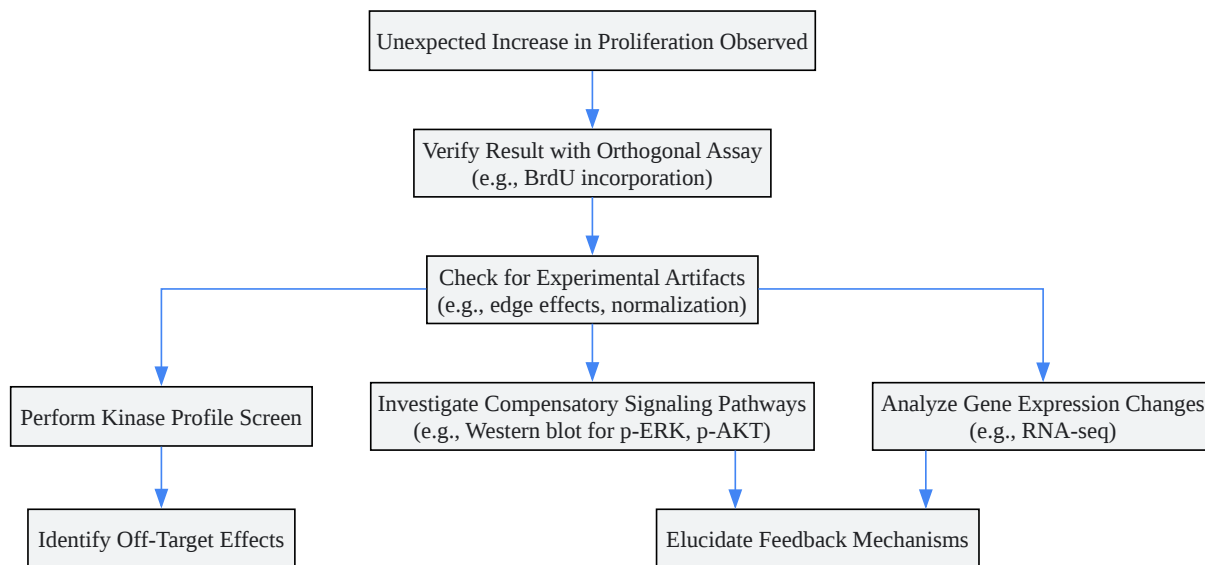 Unexpected Increase in Proliferation Observed
Verify Result with Orthogonal Assay
(e.g., BrdU incorporation)
Check for Experimental Artifacts
(e.g., edge effects, normalization)
Perform Kinase Profile Screen
Investigate Compensatory Signaling Pathways
(e.g., Western blot for p-ERK, p-AKT)
Analyze Gene Expression Changes
(e.g., RNA-seq)
Identify Off-Target Effects
Elucidate Feedback Mechanisms